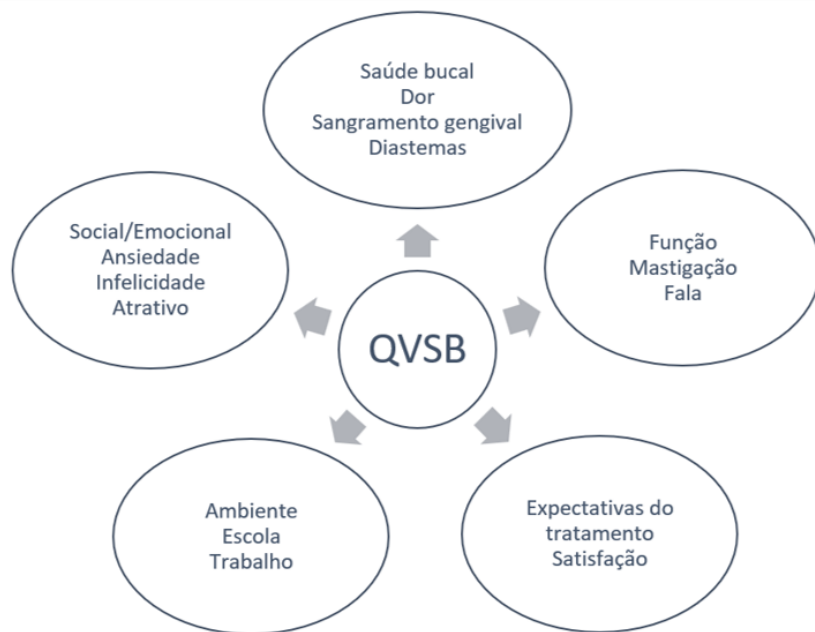 Saúde bucal
Dor
Sangramento gengival
Diastemas
Social/Emocional
Ansiedade
Infelicidade
Atrativo
Função
Mastigação
Fala
QVSB
Ambiente
Escola
Trabalho
Expectativas do
tratamento
Satisfação